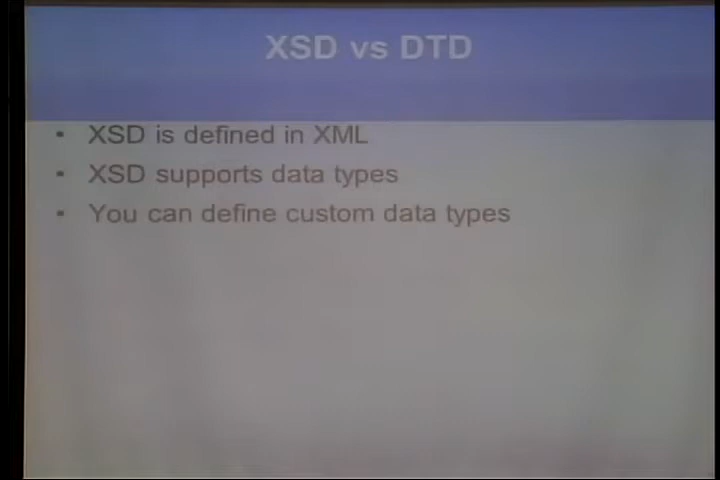 XSD vs DTD
▪ XSD is defined in XML
▪ XSD supports data types
▪ You can define custom data types